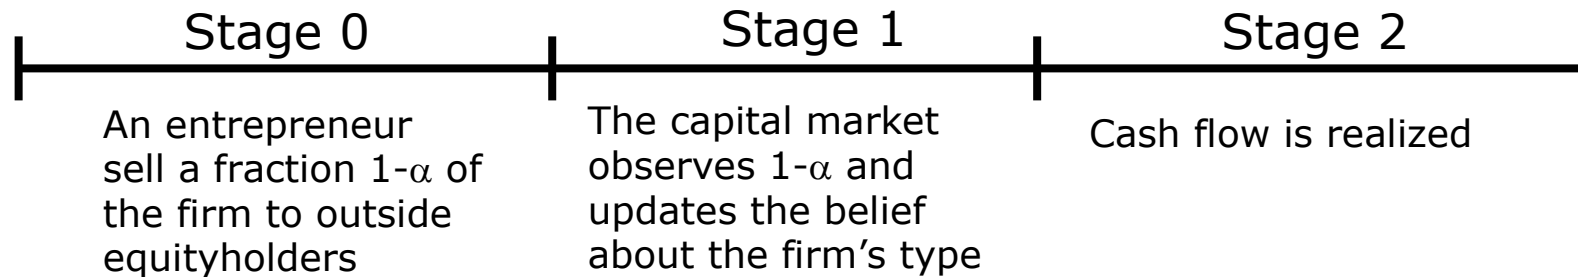 Stage 0
Stage 1
Stage 2
An entrepreneur
sell a fraction 1-α of
the firm to outside
equityholders
The capital market
observes 1-α and
updates the belief
about the firm's type
Cash flow is realized